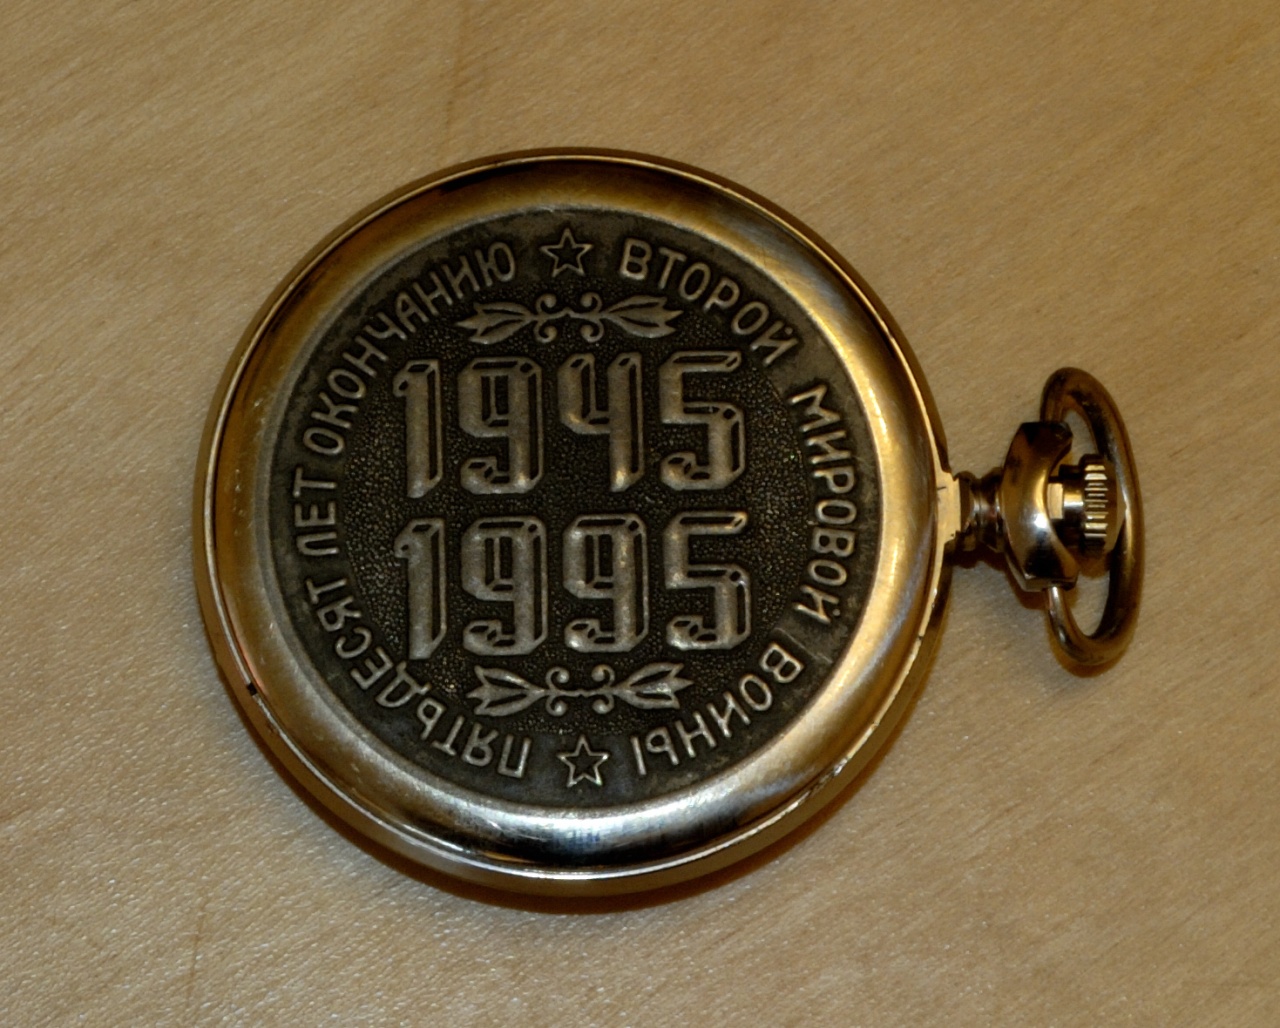 ПЯТЬДЕСЯТ ЛЕТ ОКОНЧАНИЮ
ВТОРОЙ МИРОВОЙ ВОЙНЫ
1945
1995